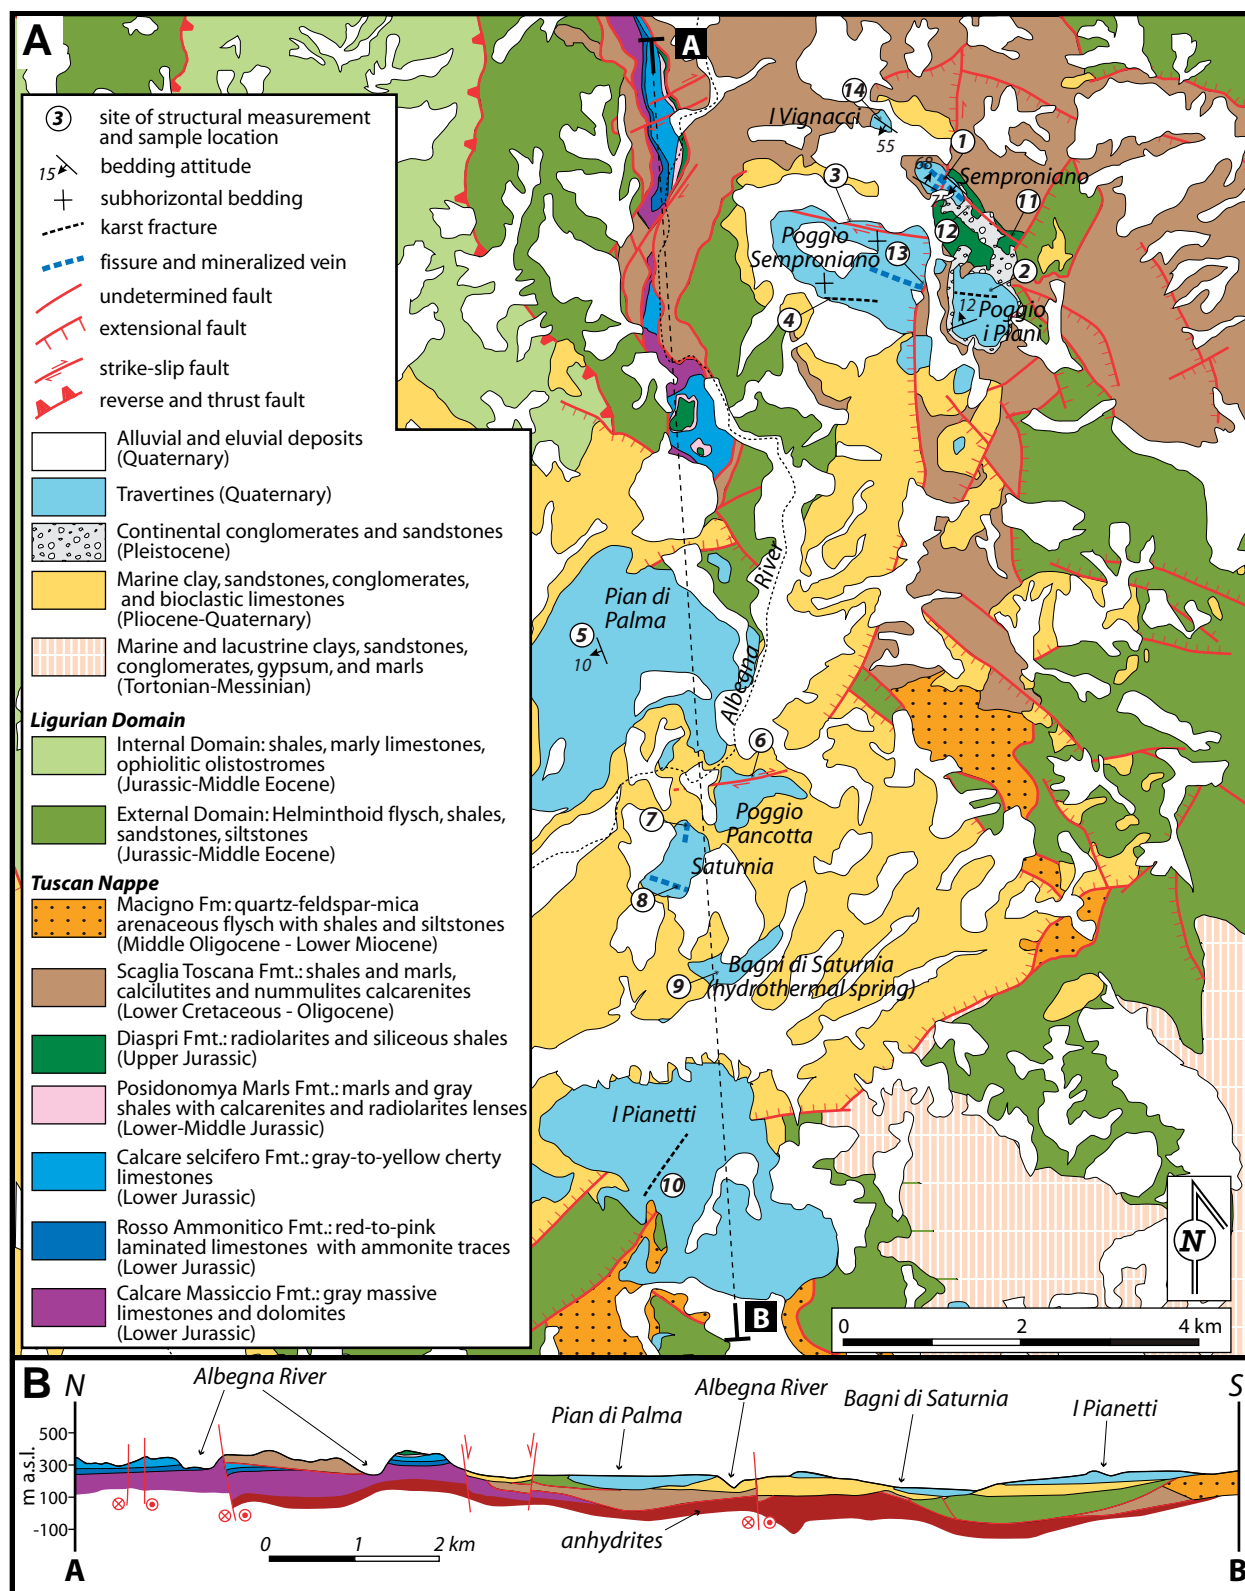 A
3 site of structural measurement
and sample location
15 bedding attitude
subhorizontal bedding
karst fracture
fissure and mineralized vein
undetermined fault
extensional fault
strike-slip fault
reverse and thrust fault
Alluvial and eluvial deposits
(Quaternary)
Travertines (Quaternary)
Continental conglomerates and sandstones
(Pleistocene)
Marine clay, sandstones, conglomerates,
and bioclastic limestones
(Pliocene-Quaternary)
Marine and lacustrine clays, sandstones,
conglomerates, gypsum, and marls
(Tortonian-Messinian)
Ligurian Domain
Internal Domain: shales, marly limestones,
ophiolitic olistostromes
(Jurassic-Middle Eocene)
External Domain: Helminthoid flysch, shales,
sandstones, siltstones
(Jurassic-Middle Eocene)
Tuscan Nappe
Macigno Fm: quartz-feldspar-mica
arenaceous flysch with shales and siltstones
(Middle Oligocene - Lower Miocene)
Scaglia Toscana Fmt.: shales and marls,
calcilutites and nummulites calcarenites
(Lower Cretaceous - Oligocene)
Diaspri Fmt.: radiolarites and siliceous shales
(Upper Jurassic)
Posidonomya Marls Fmt.: marls and gray
shales with calcarenites and radiolarites lenses
(Lower-Middle Jurassic)
Calcare selcifero Fmt.: gray-to-yellow cherty
limestones
(Lower Jurassic)
Rosso Ammonitico Fmt.: red-to-pink
laminated limestones with ammonite traces
(Lower Jurassic)
Calcare Massiccio Fmt.: gray massive
limestones and dolomites
(Lower Jurassic)
A
14
I Vignacci
55
1
68
Semproniano
3
11
12
Poggio
Semproniano
13
2
4
12
Poggio
i Piani
Pian di
Palma
5
10
Albegna
River
6
Poggio
Pancotta
7
Saturnia
8
Bagni di Saturnia
(hydrothermal spring)
9
I Pianetti
10
N
B
0 2 4 km
B
N
S
Albegna River
Albegna River
Pian di Palma
Bagni di Saturnia
I Pianetti
m a.s.l.
500
300
100
-100
anhydrites
0 1 2 km
A
B